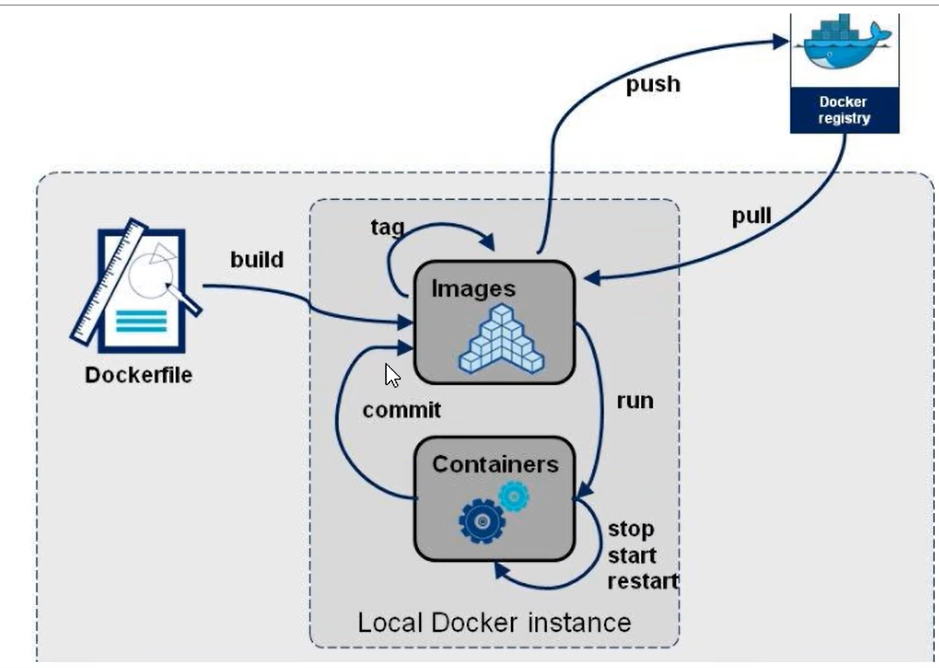 push
Docker
registry
pull
tag
build
Images
Dockerfile
commit
run
Containers
stop
start
restart
Local Docker instance